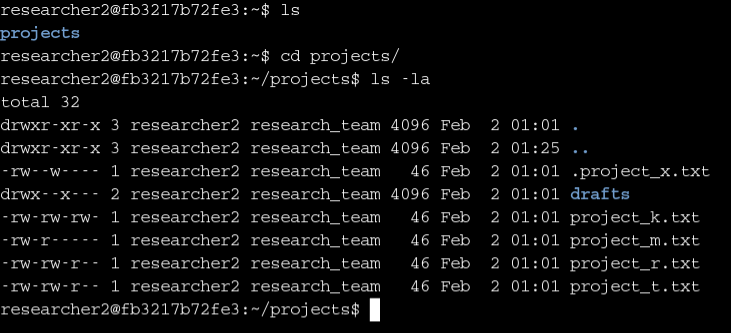 researcher2@fb3217b72fe3:~$ ls
projects
researcher2@fb3217b72fe3:~$ cd projects/
researcher2@fb3217b72fe3:~/projects$ ls -la
total 32
drwxr-xr-x 3 researcher2 research_team 4096 Feb  2 01:01 .
drwxr-xr-x 3 researcher2 research_team 4096 Feb  2 01:25 ..
-rw--w---- 1 researcher2 research_team   46 Feb  2 01:01 .project_x.txt
drwx--x--- 2 researcher2 research_team 4096 Feb  2 01:01 drafts
-rw-rw-rw- 1 researcher2 research_team   46 Feb  2 01:01 project_k.txt
-rw-r----- 1 researcher2 research_team   46 Feb  2 01:01 project_m.txt
-rw-rw-r-- 1 researcher2 research_team   46 Feb  2 01:01 project_r.txt
-rw-rw-r-- 1 researcher2 research_team   46 Feb  2 01:01 project_t.txt
researcher2@fb3217b72fe3:~/projects$